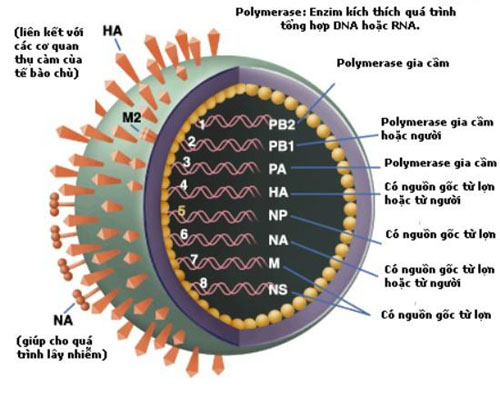 Polymerase: Enzim kích thích quá trình
tổng hợp DNA hoặc RNA.
HA
(liên kết với
các cơ quan
thụ càm của
tế bào chủ)
M2
NA
(giúp cho quá
trình lây nhiễm)
1 PB2
2 PB1
3 PA
4 HA
5 NP
6 NA
7 M
8 NS
Polymerase gia cầm
Polymerase gia cầm
hoặc người
Polymerase gia cầm
Có nguồn gốc từ lợn
hoặc từ người
Có nguồn gốc từ lợn
Có nguồn gốc từ lợn
hoặc từ người
Có nguồn gốc từ lợn